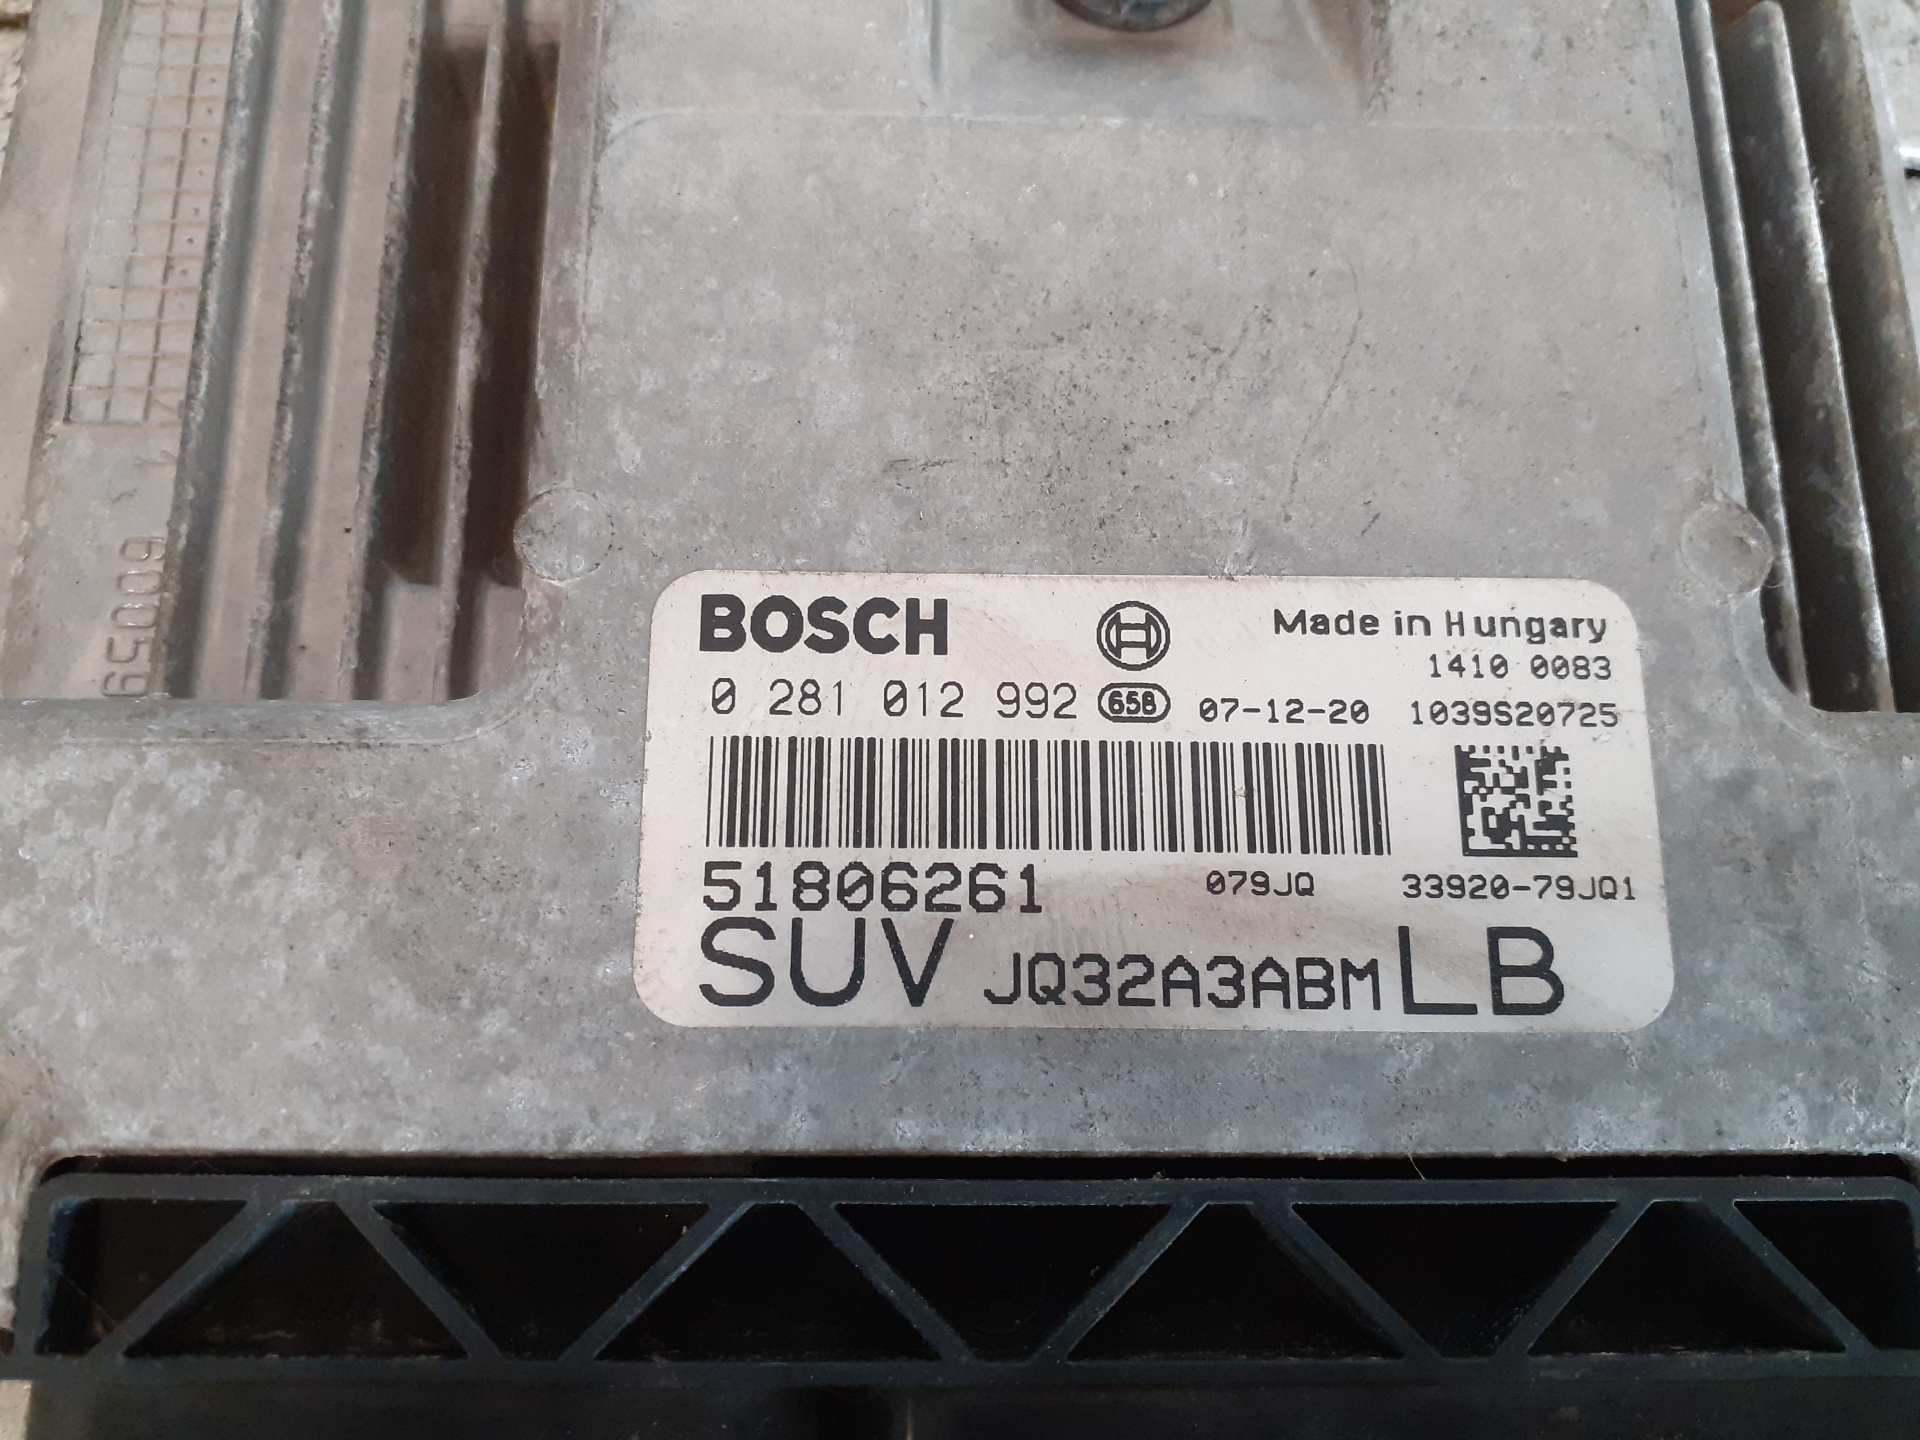 BOSCH
Made in Hungary
1410 0083
0 281 012 992 658 07-12-20 1039S20725
51806261 079JQ 33920-79JQ1
SUV JQ32A3ABM LB
600059